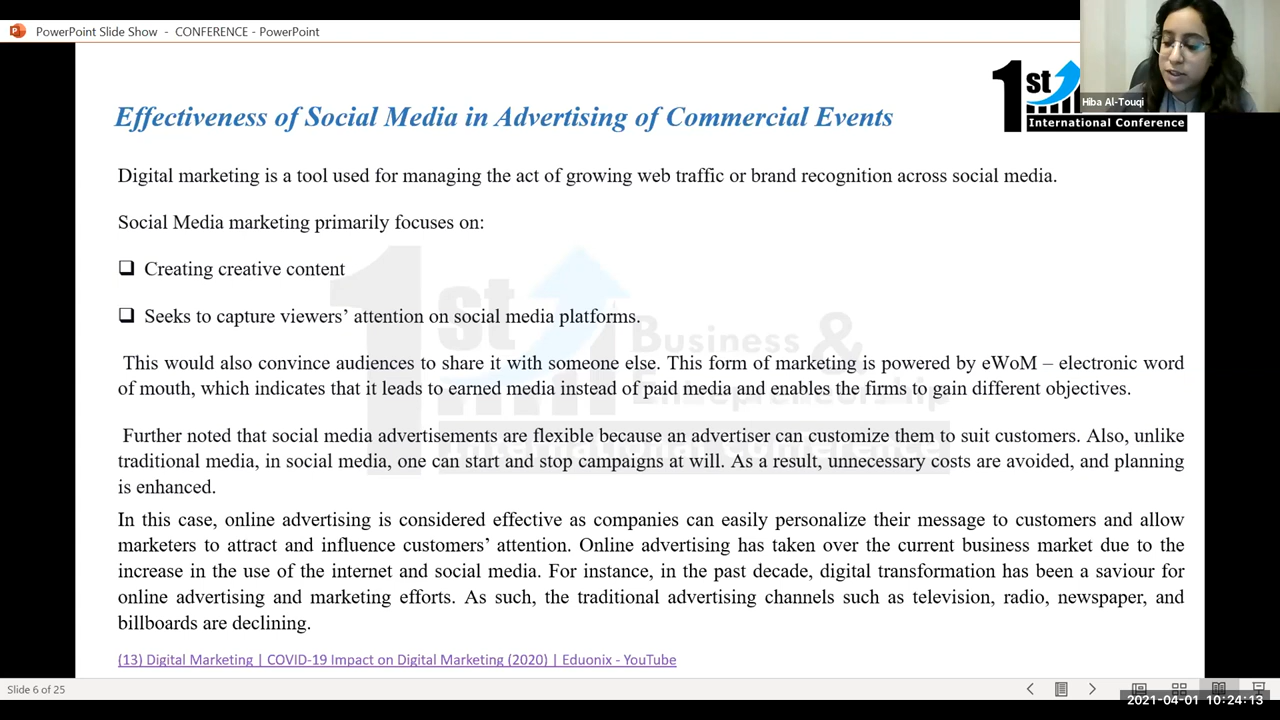 PowerPoint Slide Show - CONFERENCE - PowerPoint
1st
Hiba Al-Touqi
International Conference
Effectiveness of Social Media in Advertising of Commercial Events
Digital marketing is a tool used for managing the act of growing web traffic or brand recognition across social media.
Social Media marketing primarily focuses on:
❑ Creating creative content
❑ Seeks to capture viewers’ attention on social media platforms.
1st
Business &
Entrepreneurship
International Conference
This would also convince audiences to share it with someone else. This form of marketing is powered by eWoM – electronic word
of mouth, which indicates that it leads to earned media instead of paid media and enables the firms to gain different objectives.
Further noted that social media advertisements are flexible because an advertiser can customize them to suit customers. Also, unlike
traditional media, in social media, one can start and stop campaigns at will. As a result, unnecessary costs are avoided, and planning
is enhanced.
In this case, online advertising is considered effective as companies can easily personalize their message to customers and allow
marketers to attract and influence customers’ attention. Online advertising has taken over the current business market due to the
increase in the use of the internet and social media. For instance, in the past decade, digital transformation has been a saviour for
online advertising and marketing efforts. As such, the traditional advertising channels such as television, radio, newspaper, and
billboards are declining.
(13) Digital Marketing | COVID-19 Impact on Digital Marketing (2020) | Eduonix - YouTube
Slide 6 of 25
2021-04-01 10:24:13